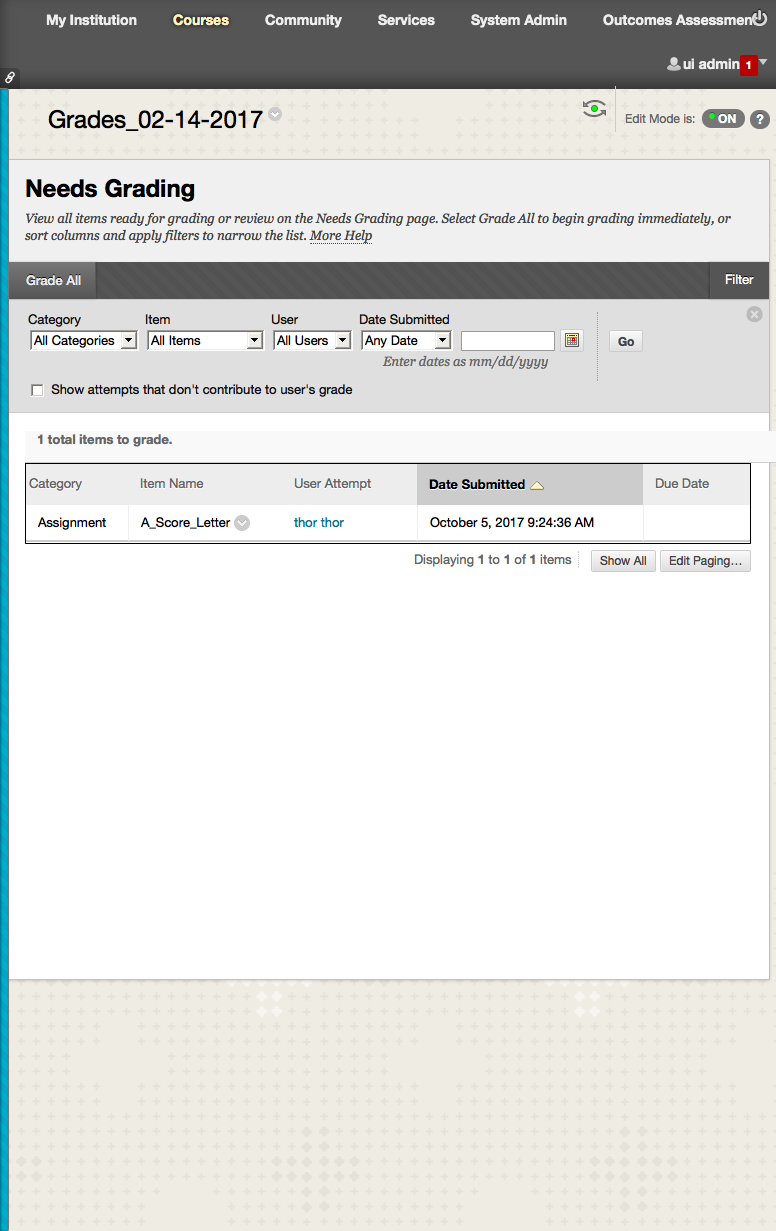 My Institution Courses Community Services System Admin Outcomes Assessmen
ui admin 1
Grades_02-14-2017
Edit Mode is: ON ?
Needs Grading
View all items ready for grading or review on the Needs Grading page. Select Grade All to begin grading immediately, or
sort columns and apply filters to narrow the list. More Help
Grade All Filter
Category Item User Date Submitted
All Categories All Items All Users Any Date Go
Enter dates as mm/dd/yyyy
Show attempts that don't contribute to user's grade
1 total items to grade.
Category Item Name User Attempt Date Submitted Due Date
Assignment A_Score_Letter thor thor October 5, 2017 9:24:36 AM
Displaying 1 to 1 of 1 items Show All Edit Paging...